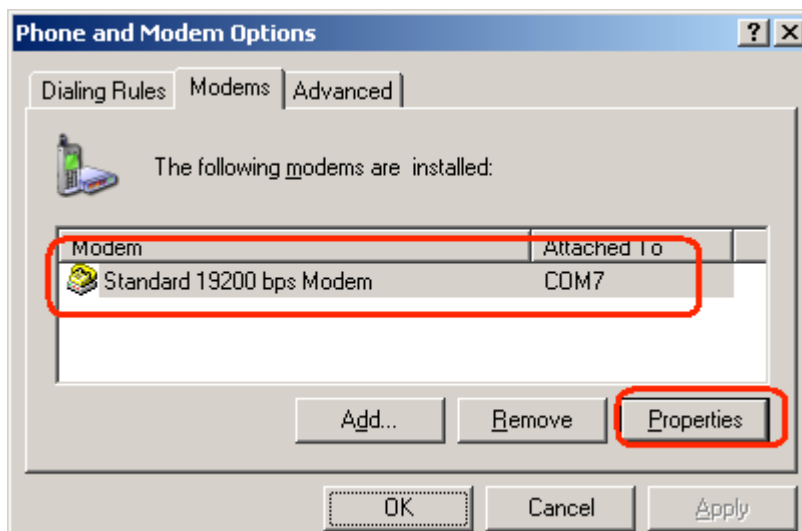 Phone and Modem Options
Dialing Rules Modems Advanced
The following modems are installed:
Modem Attached To
Standard 19200 bps Modem COM7
Add... Remove Properties
OK Cancel Apply